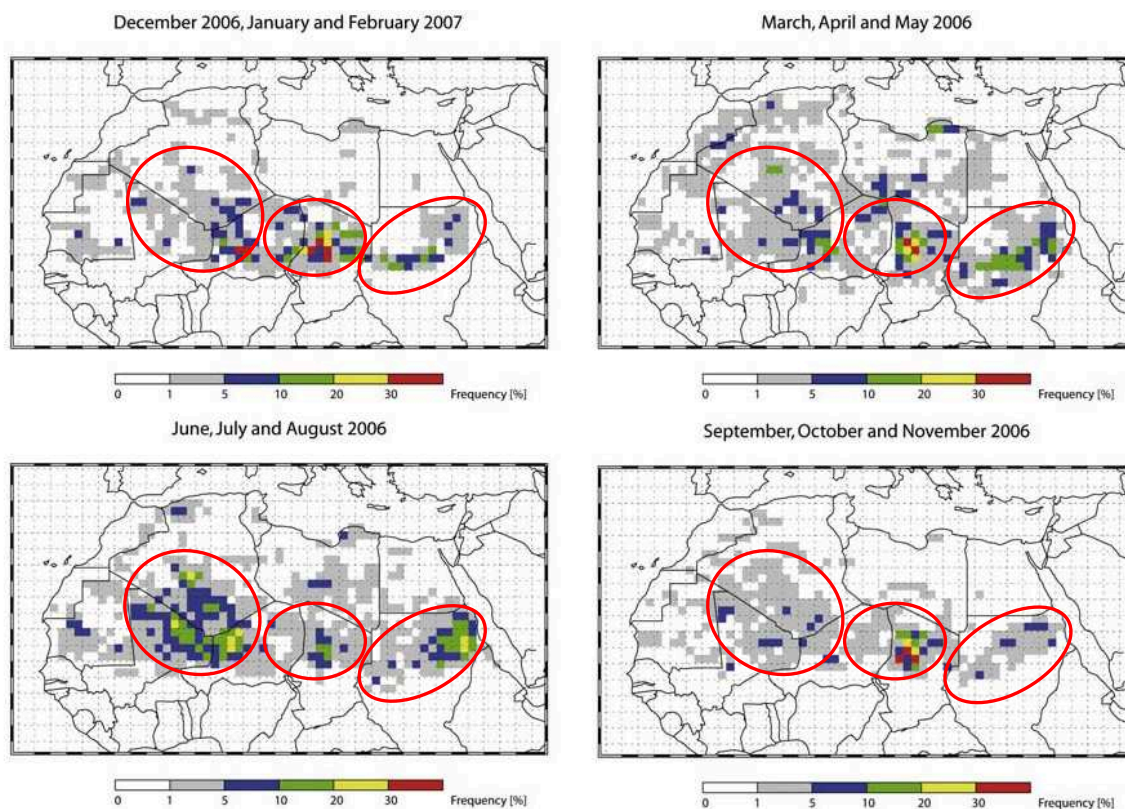 December 2006, January and February 2007
March, April and May 2006
0 1 5 10 20 30 Frequency [%]
0 1 5 10 20 30 Frequency [%]
June, July and August 2006
September, October and November 2006
0 1 5 10 20 30 Frequency [%]
0 1 5 10 20 30 Frequency [%]